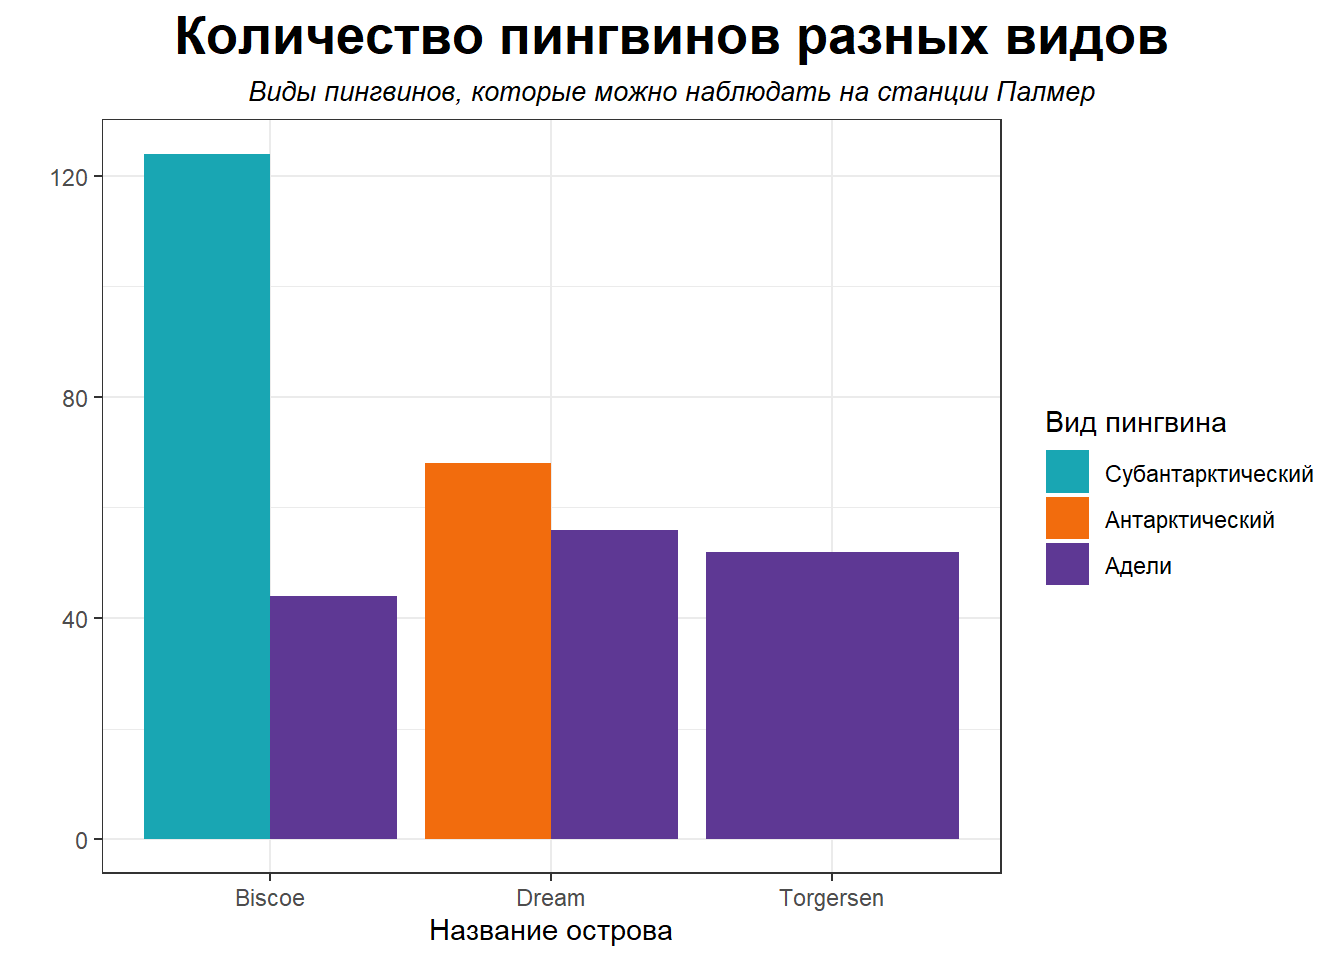 Количество пингвинов разных видов
Виды пингвинов, которые можно наблюдать на станции Палмер
120
80
40
0
Biscoe
Dream
Torgersen
Название острова
Вид пингвина
Субантарктический
Антарктический
Адели